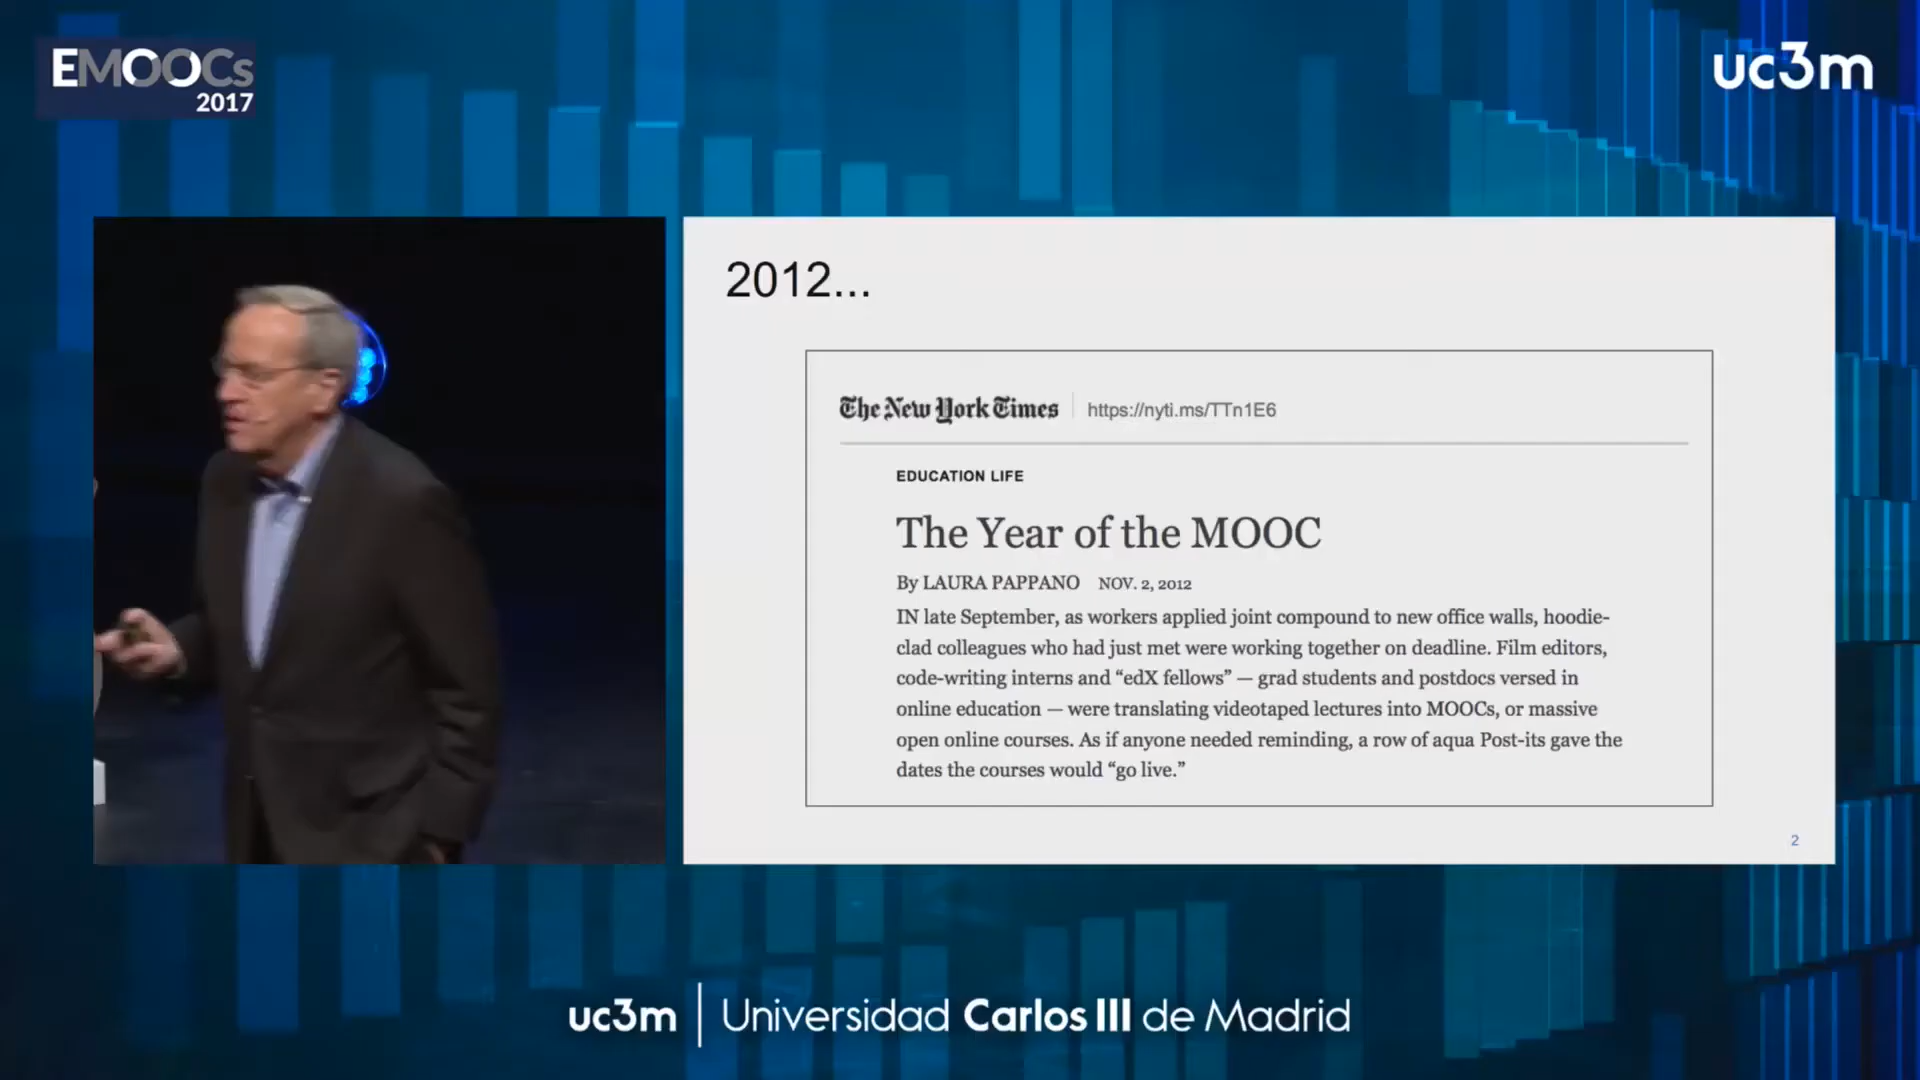 EMOOCs
2017
uc3m
2012...
The New York Times | https://nyti.ms/TTn1E6
EDUCATION LIFE
The Year of the MOOC
By LAURA PAPPANO NOV. 2, 2012
IN late September, as workers applied joint compound to new office walls, hoodie-
clad colleagues who had just met were working together on deadline. Film editors,
code-writing interns and “edX fellows” — grad students and postdocs versed in
online education — were translating videotaped lectures into MOOCs, or massive
open online courses. As if anyone needed reminding, a row of aqua Post-its gave the
dates the courses would “go live.”
2
uc3m | Universidad Carlos III de Madrid